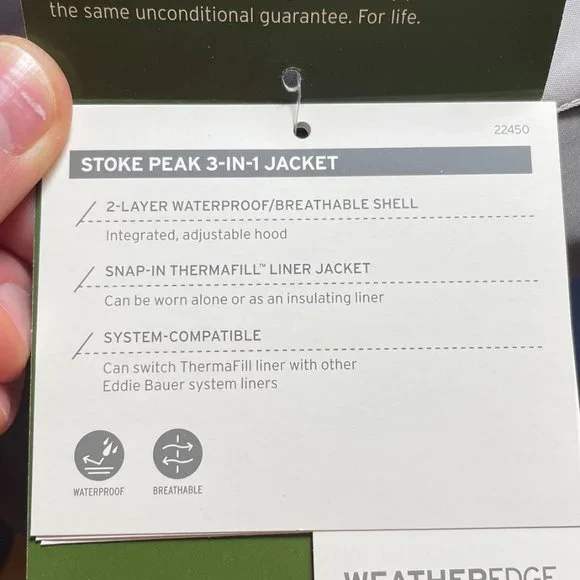 the same unconditional guarantee. For life.
22450
STOKE PEAK 3-IN-1 JACKET
2-LAYER WATERPROOF/BREATHABLE SHELL
Integrated, adjustable hood
SNAP-IN THERMAFILL™ LINER JACKET
Can be worn alone or as an insulating liner
SYSTEM-COMPATIBLE
Can switch ThermaFill liner with other
Eddie Bauer system liners
WATERPROOF BREATHABLE
WEATHEREDGE